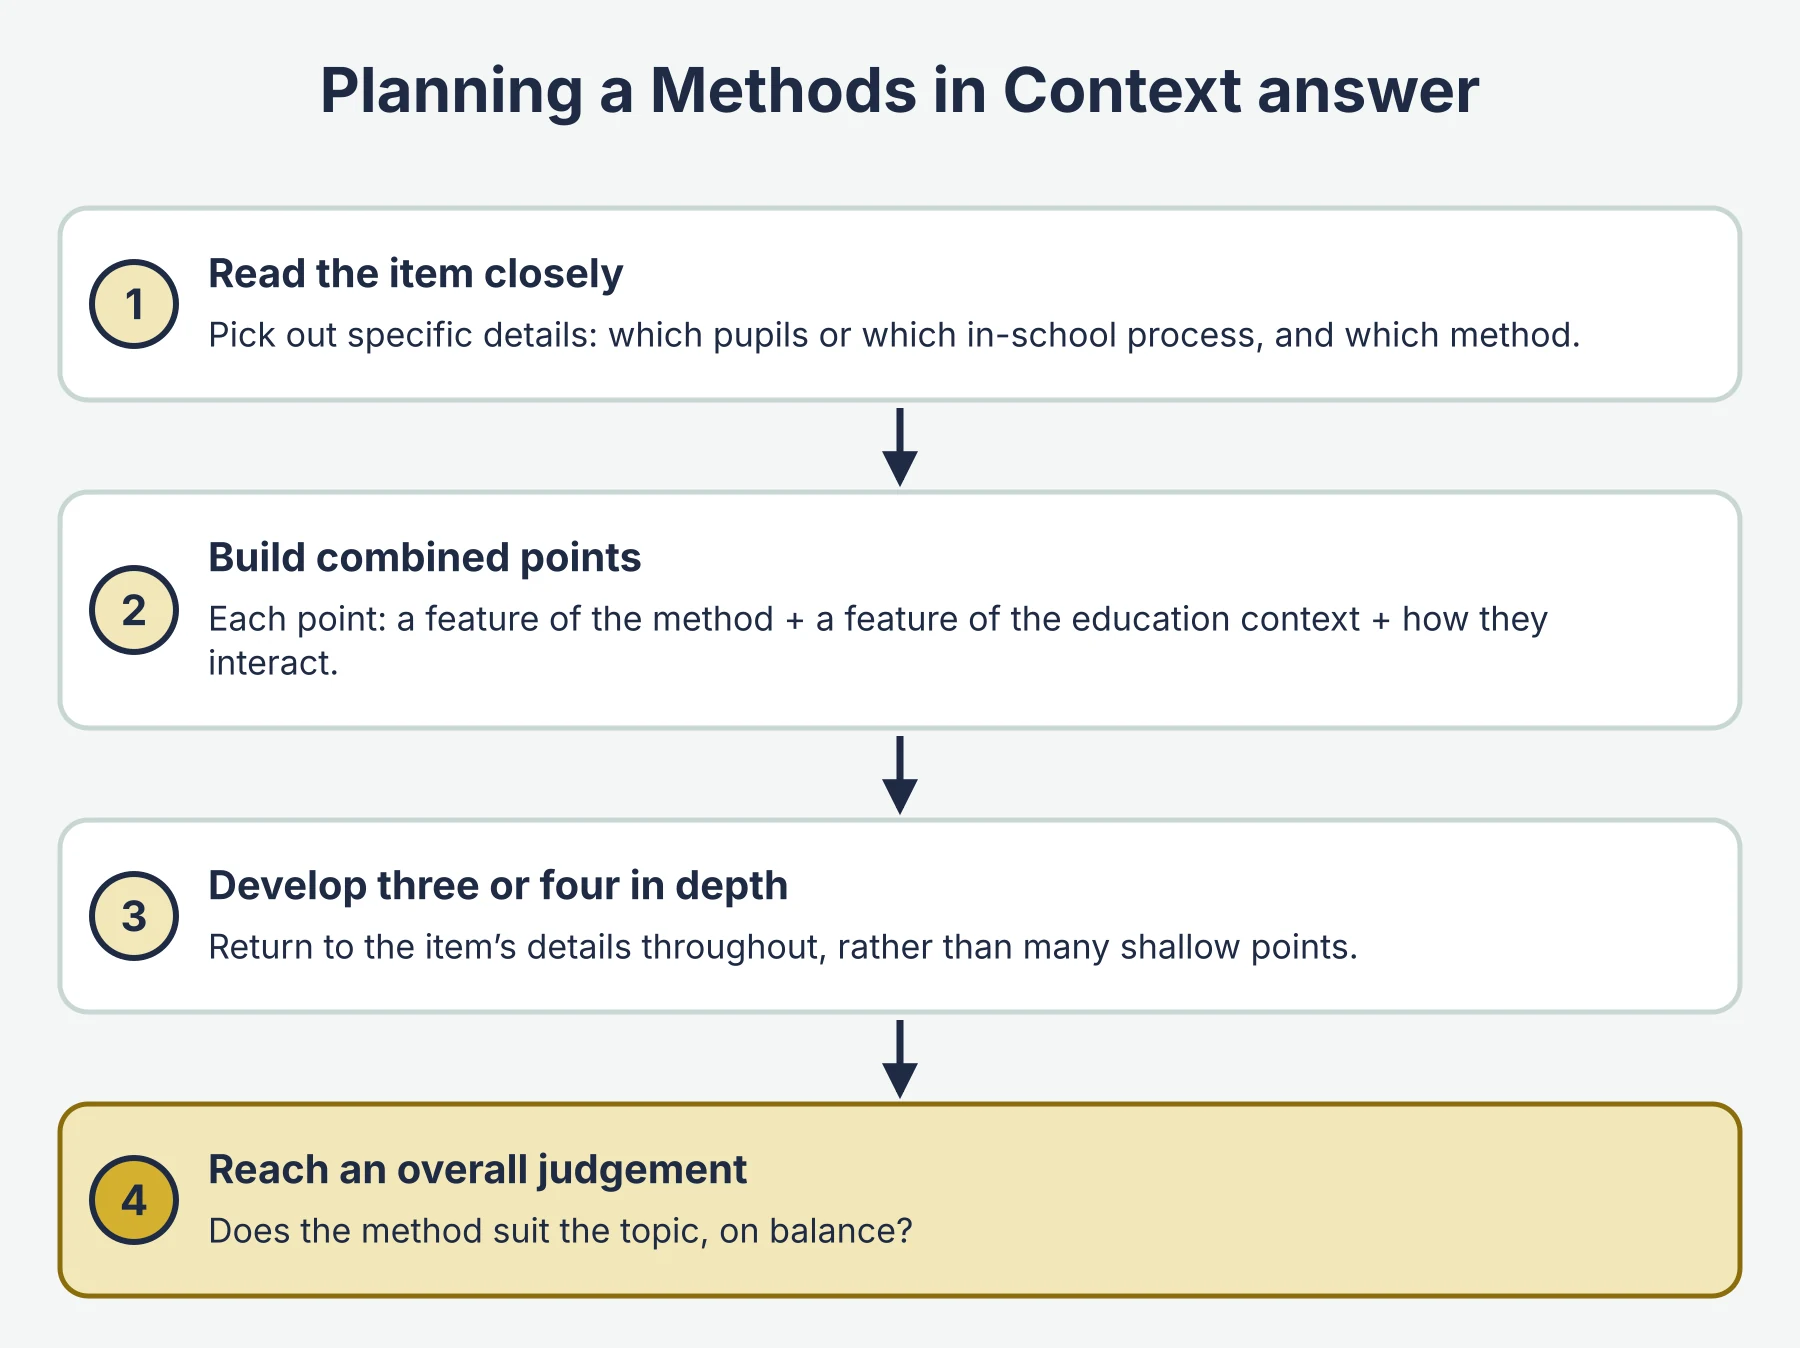 Planning a Methods in Context answer
1
Read the item closely
Pick out specific details: which pupils or which in-school process, and which method.
2
Build combined points
Each point: a feature of the method + a feature of the education context + how they
interact.
3
Develop three or four in depth
Return to the item’s details throughout, rather than many shallow points.
4
Reach an overall judgement
Does the method suit the topic, on balance?